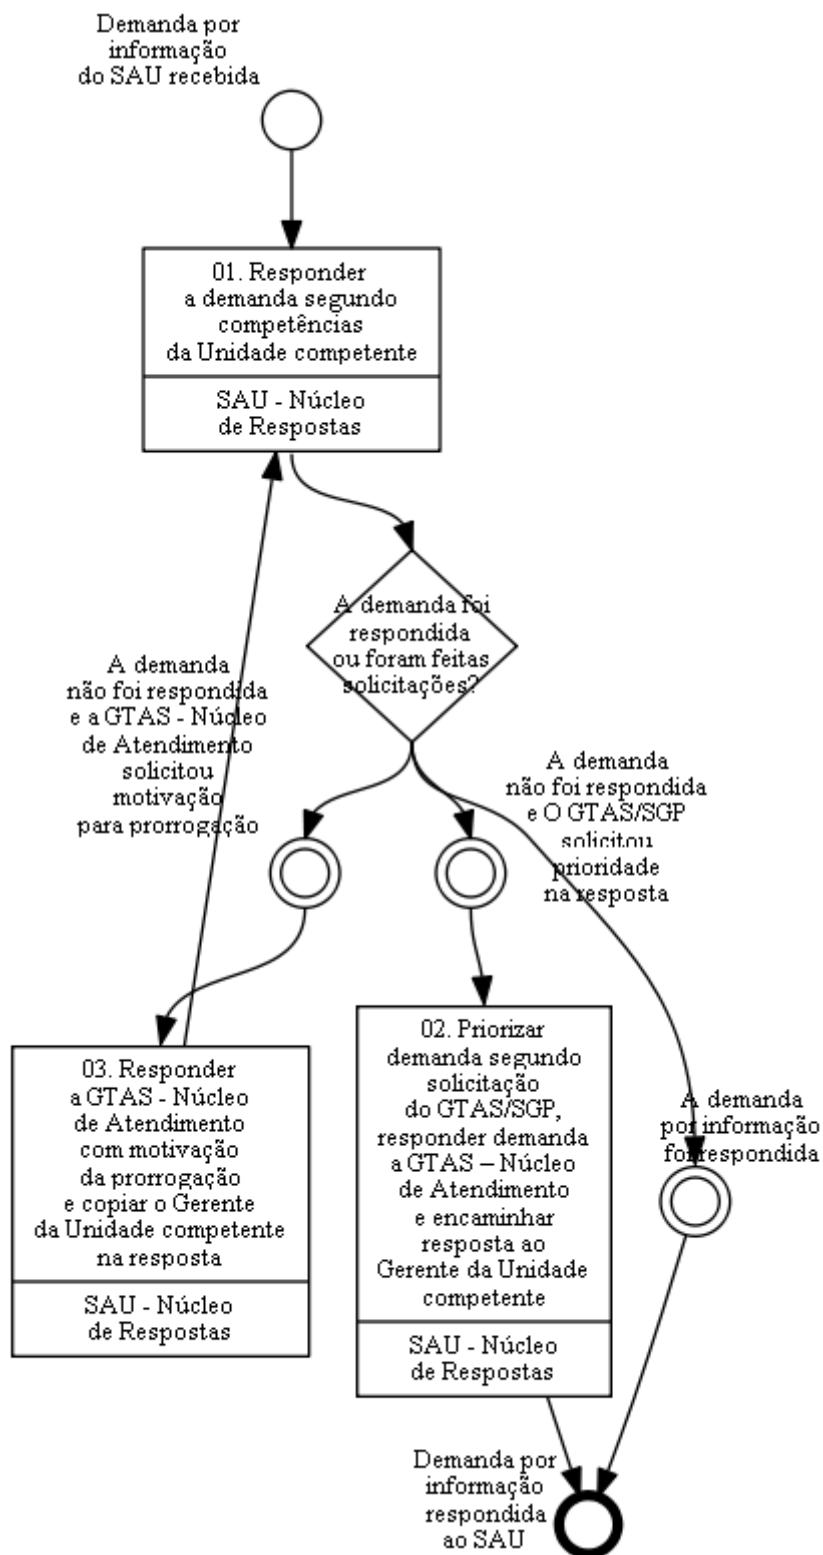 Demanda por
informação
do SAU recebida
01. Responder
a demanda segundo
competências
da Unidade competente
SAU - Núcleo
de Respostas
A demanda foi
respondida
ou foram feitas
solicitações?
A demanda
não foi respondida
e a GTAS - Núcleo
de Atendimento
solicitou
motivação
para prorrogação
A demanda
não foi respondida
e O GTAS/SGP
solicitou
prioridade
na resposta
03. Responder
a GTAS - Núcleo
de Atendimento
com motivação
da prorrogação
e copiar o Gerente
da Unidade competente
na resposta
SAU - Núcleo
de Respostas
02. Priorizar
demanda segundo
solicitação
do GTAS/SGP,
responder demanda
a GTAS – Núcleo
de Atendimento
e encaminhar
resposta ao
Gerente da Unidade
competente
SAU - Núcleo
de Respostas
A demanda
por informação
foi respondida
Demanda por
informação
respondida
ao SAU